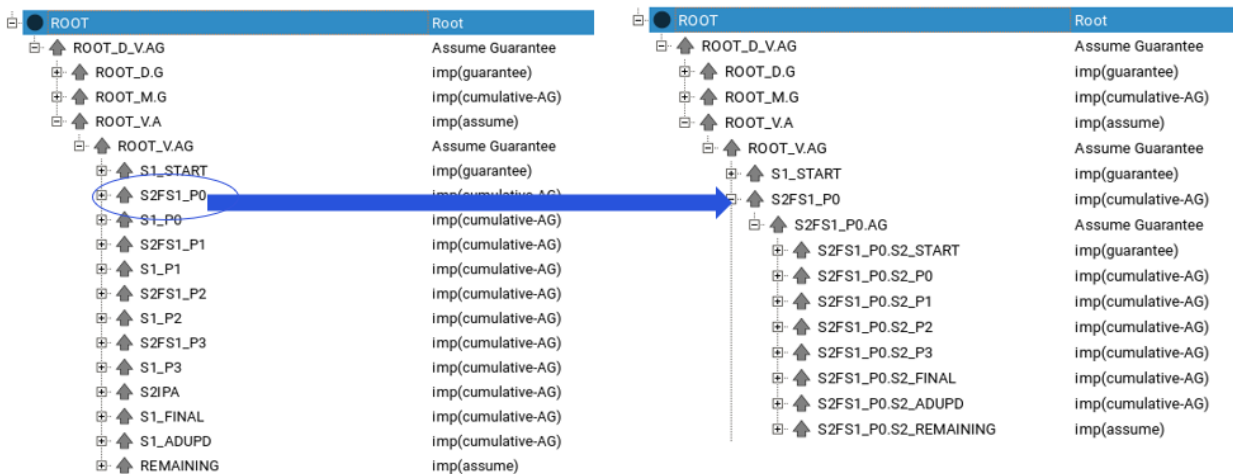 ROOT Root
ROOT_D_V.AG Assume Guarantee
ROOT_D.G imp(guarantee)
ROOT_M.G imp(cumulative-AG)
ROOT_V.A imp(assume)
ROOT_V.AG Assume Guarantee
S1_START imp(guarantee)
S2FS1_P0 imp(cumulative-AG)
S1_P0 imp(cumulative-AG)
S2FS1_P1 imp(cumulative-AG)
S1_P1 imp(cumulative-AG)
S2FS1_P2 imp(cumulative-AG)
S1_P2 imp(cumulative-AG)
S2FS1_P3 imp(cumulative-AG)
S1_P3 imp(cumulative-AG)
S2IPA imp(cumulative-AG)
S1_FINAL imp(cumulative-AG)
S1_ADUPD imp(cumulative-AG)
REMAINING imp(assume)
ROOT Root
ROOT_D_V.AG Assume Guarantee
ROOT_D.G imp(guarantee)
ROOT_M.G imp(cumulative-AG)
ROOT_V.A imp(assume)
ROOT_V.AG Assume Guarantee
S1_START imp(guarantee)
S2FS1_P0 imp(cumulative-AG)
S2FS1_P0.AG Assume Guarantee
S2FS1_P0.S2_START imp(guarantee)
S2FS1_P0.S2_P0 imp(cumulative-AG)
S2FS1_P0.S2_P1 imp(cumulative-AG)
S2FS1_P0.S2_P2 imp(cumulative-AG)
S2FS1_P0.S2_P3 imp(cumulative-AG)
S2FS1_P0.S2_FINAL imp(cumulative-AG)
S2FS1_P0.S2_ADUPD imp(cumulative-AG)
S2FS1_P0.S2_REMAINING imp(assume)